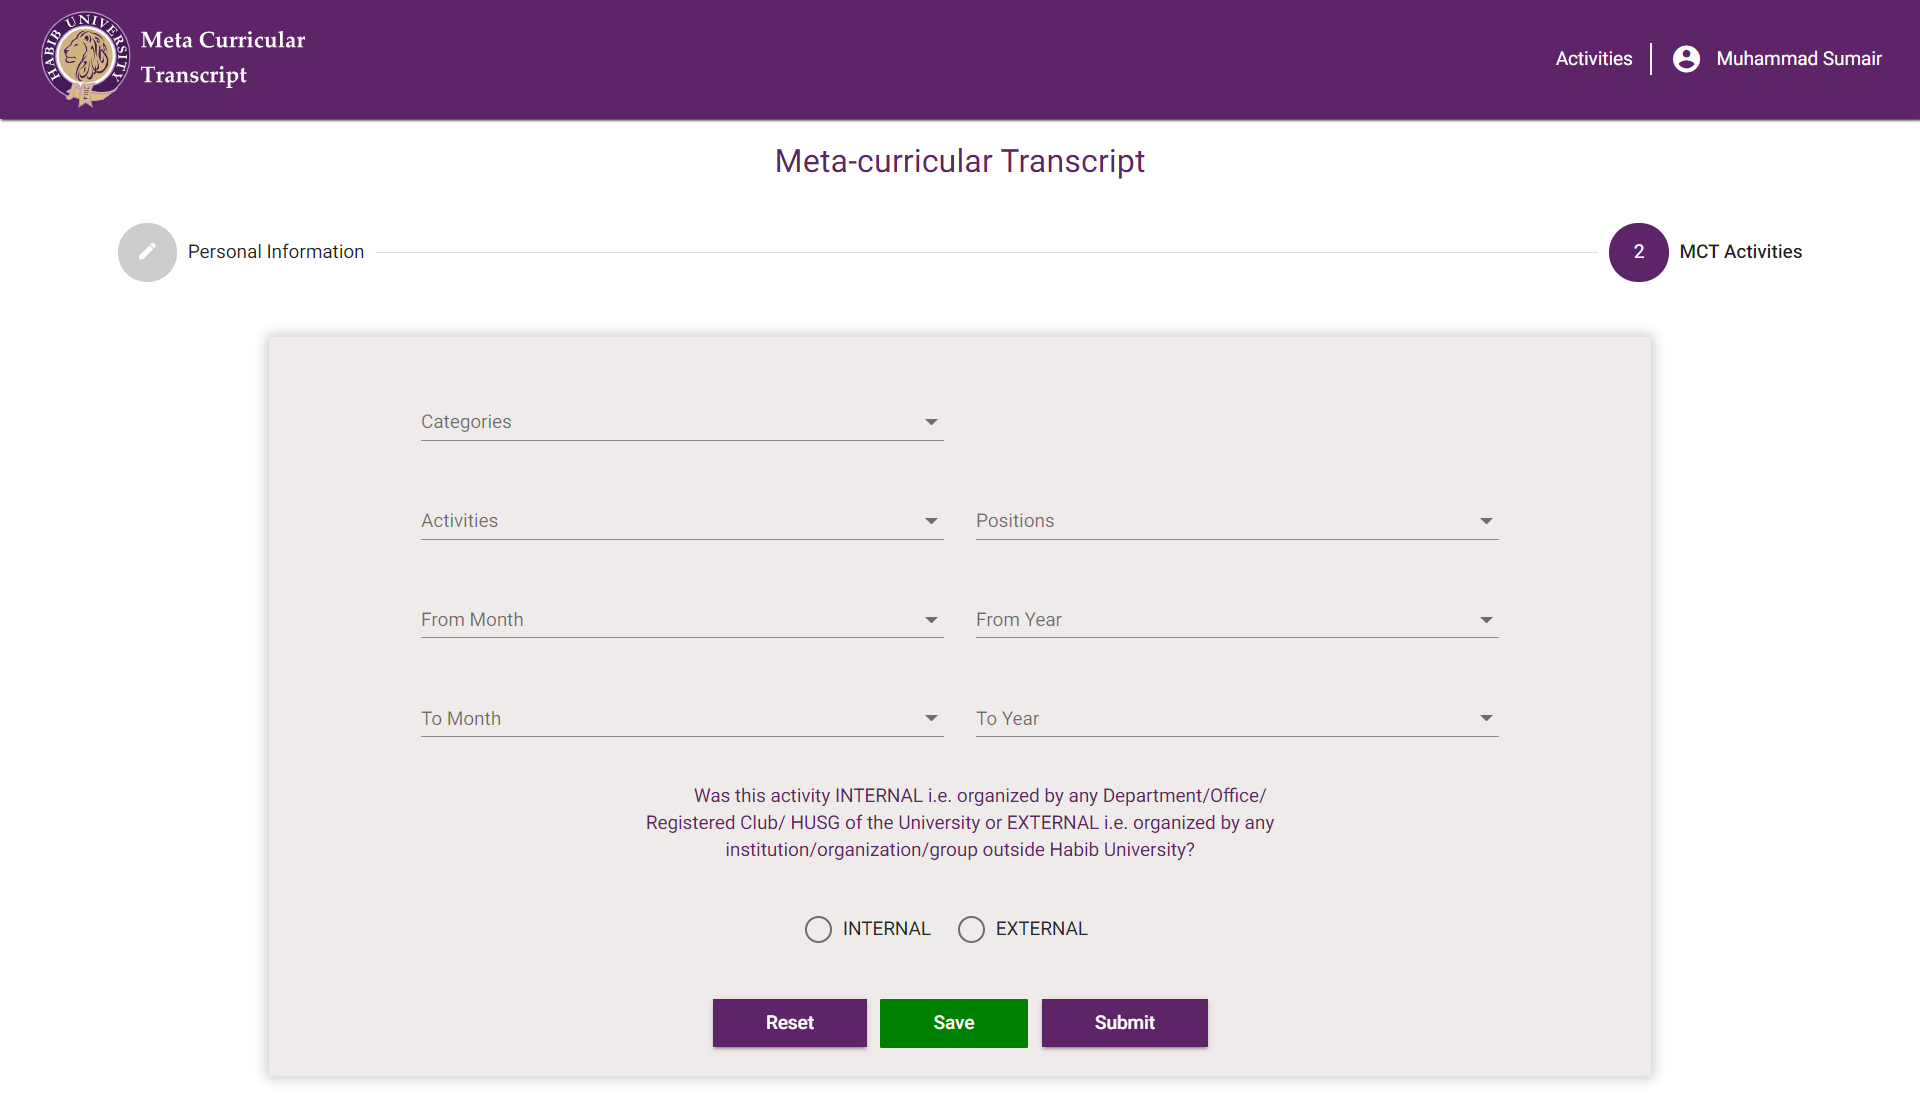 HABIB UNIVERSITY
Meta Curricular
Transcript
Activities
Muhammad Sumair
Meta-curricular Transcript
Personal Information
2
MCT Activities
Categories
Activities
Positions
From Month
From Year
To Month
To Year
Was this activity INTERNAL i.e. organized by any Department/Office/
Registered Club/ HUSG of the University or EXTERNAL i.e. organized by any
institution/organization/group outside Habib University?
INTERNAL
EXTERNAL
Reset
Save
Submit